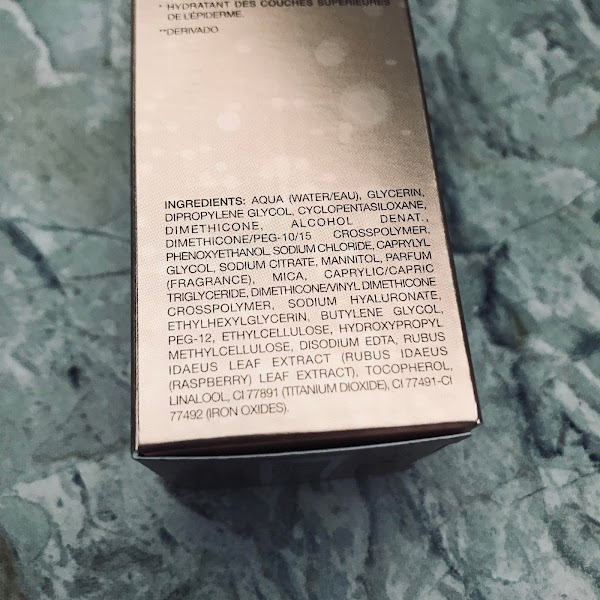 * HYDRATANT DES COUCHES SUPÉRIEURES
DE L'ÉPIDERME.
**DERIVADO
INGREDIENTS: AQUA (WATER/EAU), GLYCERIN,
DIPROPYLENE GLYCOL, CYCLOPENTASILOXANE,
DIMETHICONE, ALCOHOL DENAT.,
DIMETHICONE/PEG-10/15 CROSSPOLYMER,
PHENOXYETHANOL, SODIUM CHLORIDE, CAPRYLYL
GLYCOL, SODIUM CITRATE, MANNITOL, PARFUM
(FRAGRANCE), MICA, CAPRYLIC/CAPRIC
TRIGLYCERIDE, DIMETHICONE/VINYL DIMETHICONE
CROSSPOLYMER, SODIUM HYALURONATE,
ETHYLHEXYLGLYCERIN, BUTYLENE GLYCOL,
PEG-12, ETHYLCELLULOSE, HYDROXYPROPYL
METHYLCELLULOSE, DISODIUM EDTA, RUBUS
IDAEUS LEAF EXTRACT (RUBUS IDAEUS
(RASPBERRY) LEAF EXTRACT), TOCOPHEROL,
LINALOOL, CI 77891 (TITANIUM DIOXIDE), CI 77491-CI
77492 (IRON OXIDES).